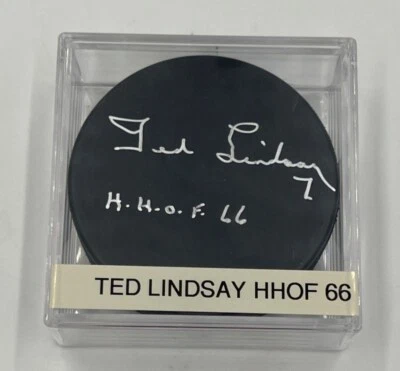 Ted Lindsay
7
H.H.O.F. 66
TED LINDSAY HHOF 66